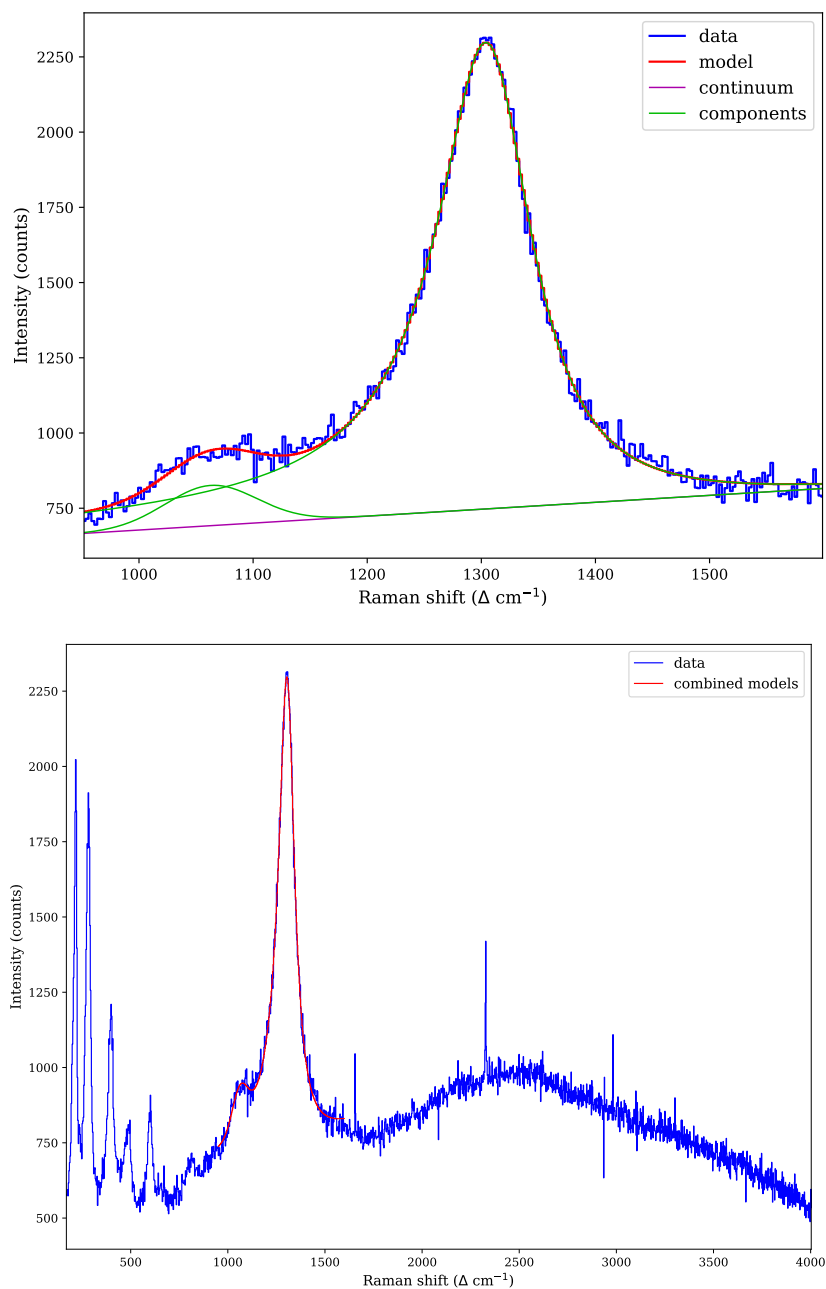 data
model
continuum
components
2250
2000
1750
1500
1250
1000
750
Intensity (counts)
1000 1100 1200 1300 1400 1500
Raman shift (Δ cm⁻¹)
data
combined models
2250
2000
1750
1500
1250
1000
750
500
Intensity (counts)
500 1000 1500 2000 2500 3000 3500 4000
Raman shift (Δ cm⁻¹)